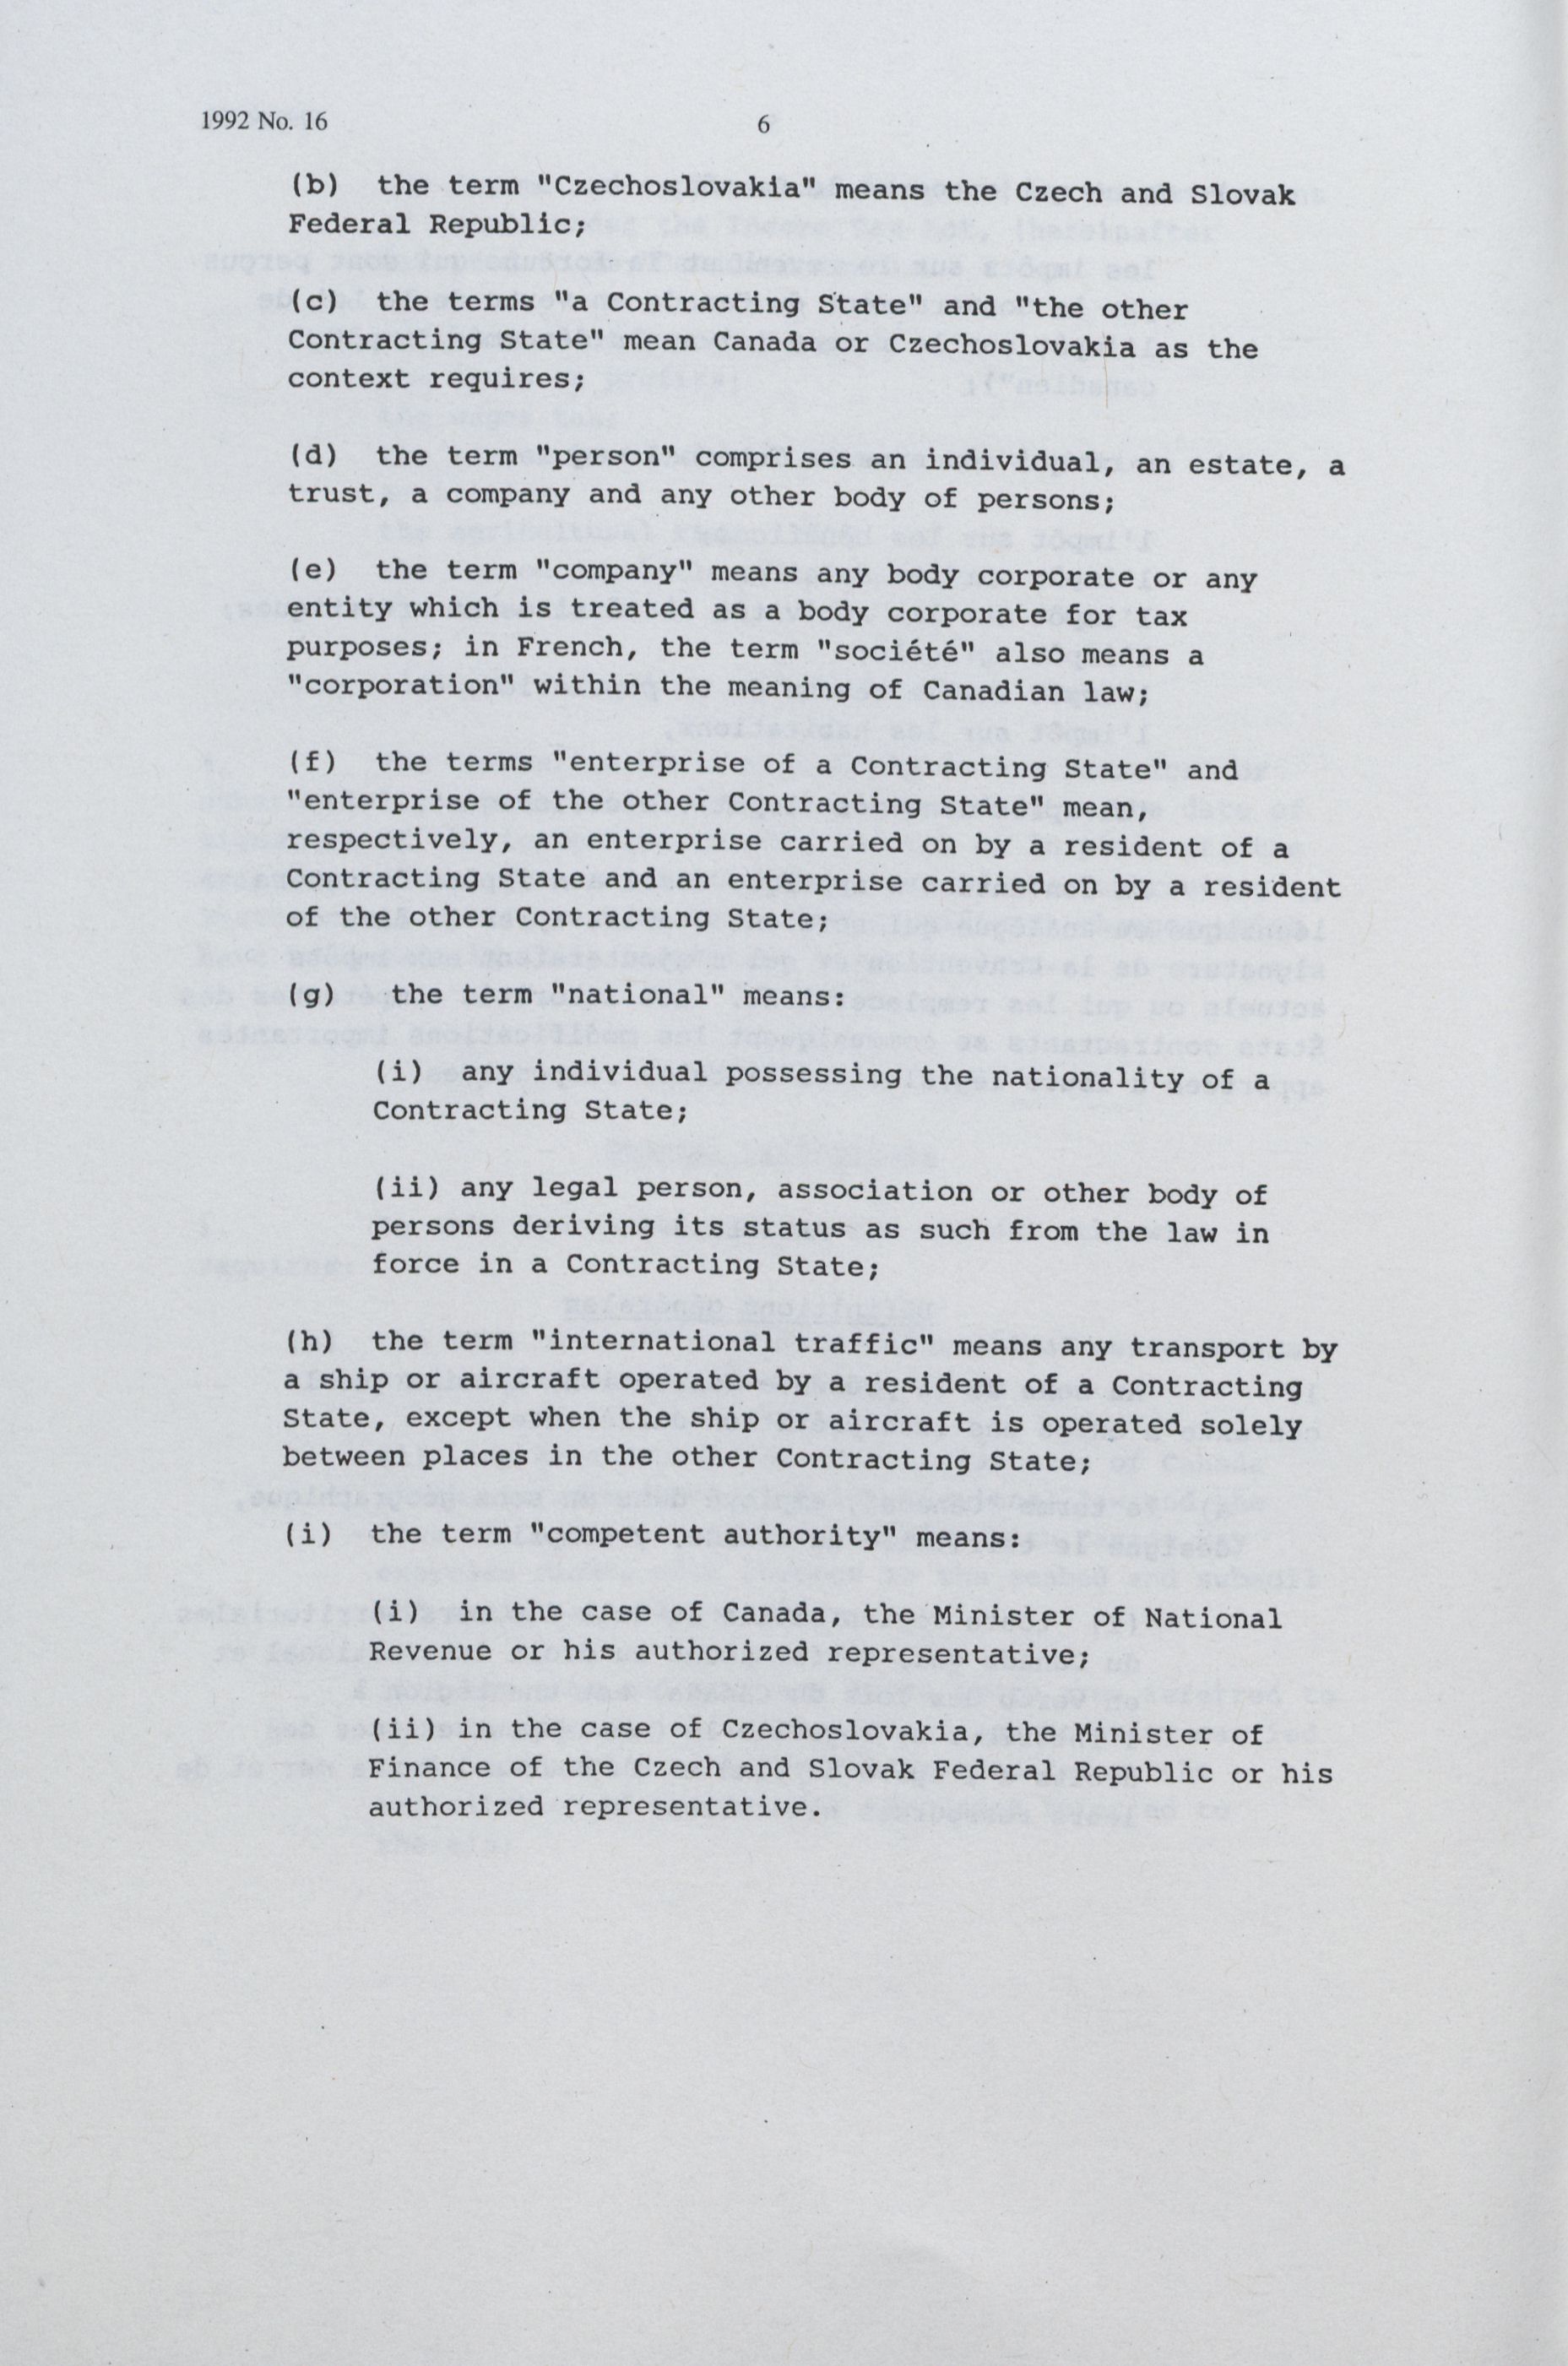 1992 No. 16
6
(b) the term "Czechoslovakia" means the Czech and Slovak
Federal Republic;
(c) the terms "a Contracting State" and "the other
Contracting State" mean Canada or Czechoslovakia as the
context requires;
(d) the term "person" comprises an individual, an estate, a
trust, a company and any other body of persons;
(e) the term "company" means any body corporate or any
entity which is treated as a body corporate for tax
purposes; in French, the term "société" also means a
"corporation" within the meaning of Canadian law;
(f) the terms "enterprise of a Contracting State" and
"enterprise of the other Contracting State" mean,
respectively, an enterprise carried on by a resident of a
Contracting State and an enterprise carried on by a resident
of the other Contracting State;
(g) the term "national" means:
(i) any individual possessing the nationality of a
Contracting State;
(ii) any legal person, association or other body of
persons deriving its status as such from the law in
force in a Contracting State;
(h) the term "international traffic" means any transport by
a ship or aircraft operated by a resident of a Contracting
State, except when the ship or aircraft is operated solely
between places in the other Contracting State;
(i) the term "competent authority" means:
(i) in the case of Canada, the Minister of National
Revenue or his authorized representative;
(ii) in the case of Czechoslovakia, the Minister of
Finance of the Czech and Slovak Federal Republic or his
authorized representative.